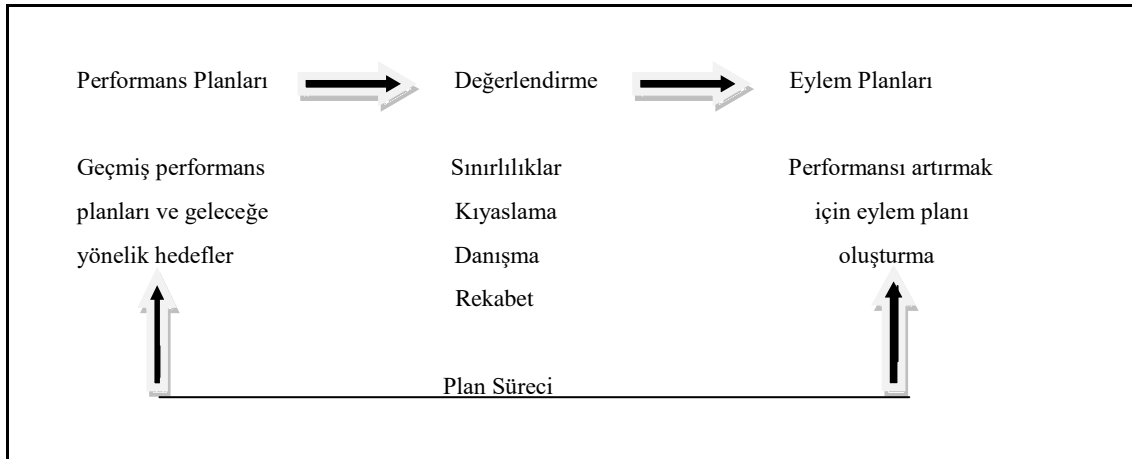 Performans Planları
Değerlendirme
Eylem Planları
Geçmiş performans
planları ve geleceğe
yönelik hedefler
Sınırlılıklar
Kıyaslama
Danışma
Rekabet
Performansı artırmak
için eylem planı
oluşturma
Plan Süreci